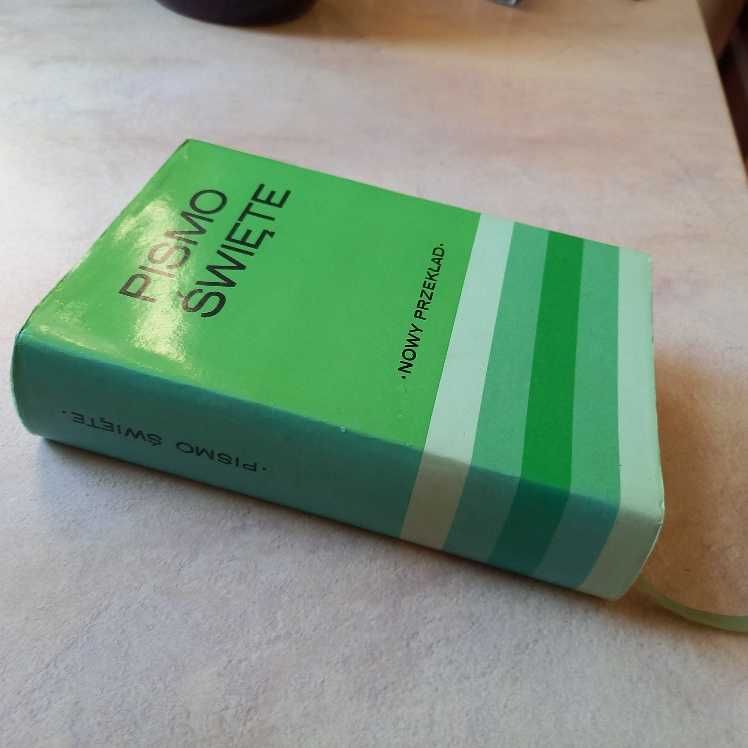 PISMO
ŚWIĘTE
·NOWY PRZEKŁAD·
·PISMO ŚWIĘTE·